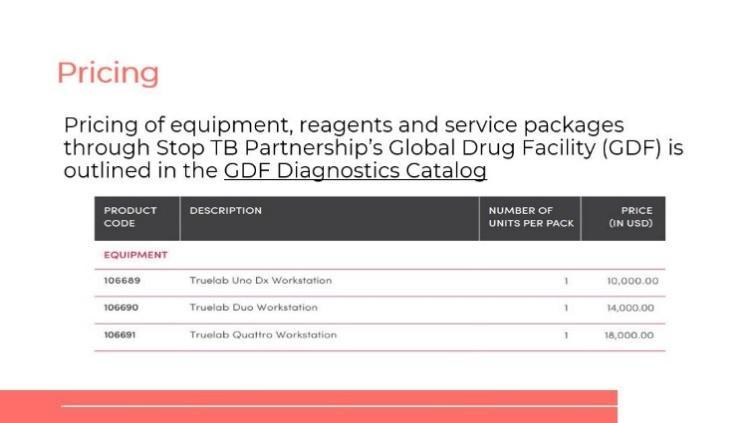 Pricing
Pricing of equipment, reagents and service packages
through Stop TB Partnership's Global Drug Facility (GDF) is
outlined in the GDF Diagnostics Catalog
PRODUCT CODE DESCRIPTION NUMBER OF UNITS PER PACK PRICE (IN USD)
EQUIPMENT
106689 Truelab Uno Dx Workstation 1 10,000.00
106690 Truelab Duo Workstation 1 14,000.00
106691 Truelab Quattro Workstation 1 18,000.00